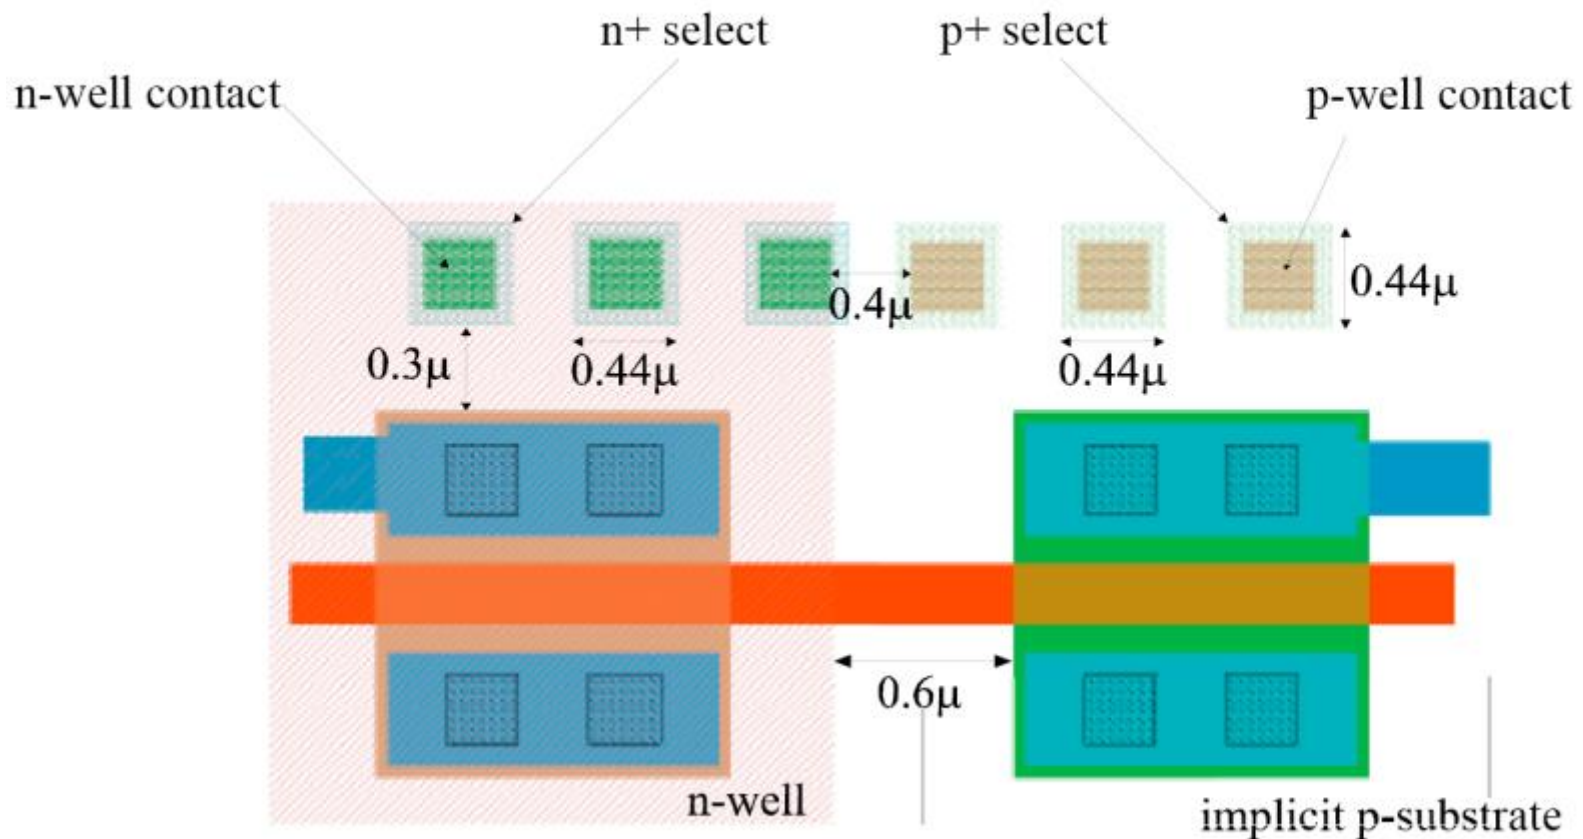 n+ select
p+ select
n-well contact
p-well contact
0.4μ
0.44μ
0.3μ
0.44μ
0.44μ
0.6μ
n-well
implicit p-substrate